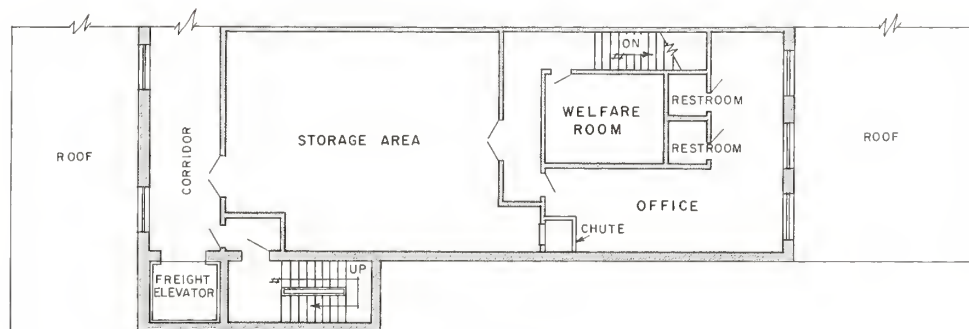 ON
RESTROOM
WELFARE
ROOM
STORAGE AREA
RESTROOM
ROOF
CORRIDOR
ROOF
OFFICE
CHUTE
FREIGHT
ELEVATOR
UP